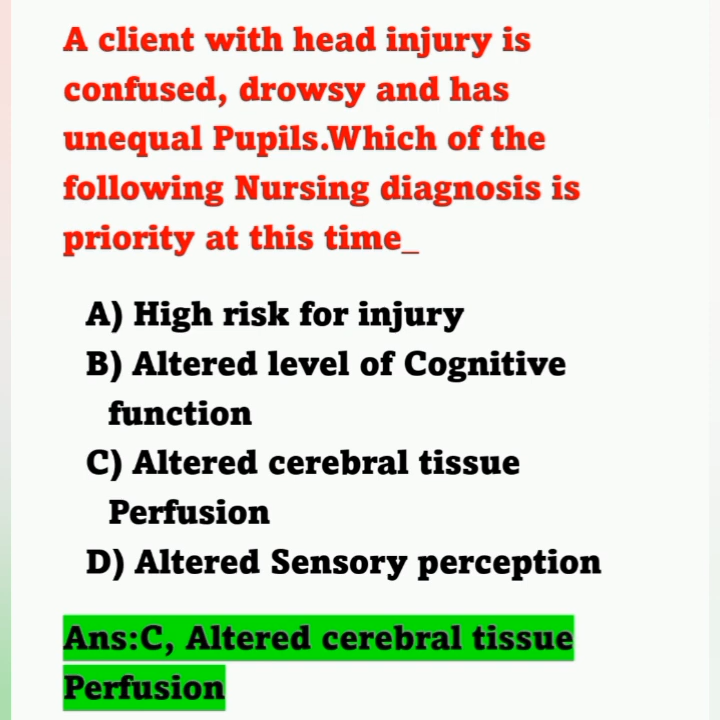 A client with head injury is
confused, drowsy and has
unequal Pupils.Which of the
following Nursing diagnosis is
priority at this time_
A) High risk for injury
B) Altered level of Cognitive
function
C) Altered cerebral tissue
Perfusion
D) Altered Sensory perception
Ans:C, Altered cerebral tissue
Perfusion